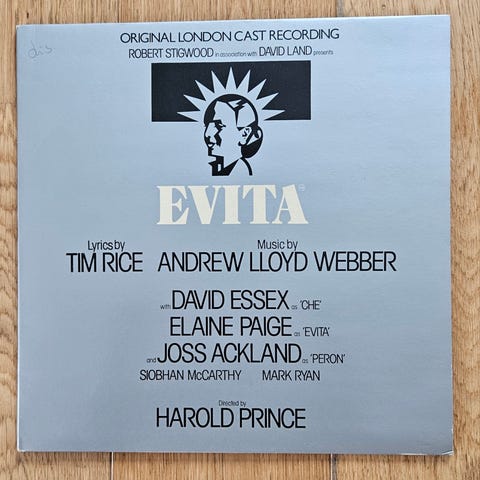 ORIGINAL LONDON CAST RECORDING
ROBERT STIGWOOD in association with DAVID LAND presents
EVITA
Lyrics by
TIM RICE
Music by
ANDREW LLOYD WEBBER
with DAVID ESSEX as 'CHE'
ELAINE PAIGE as 'EVITA'
and JOSS ACKLAND as 'PERON'
SIOBHAN McCARTHY MARK RYAN
Directed by
HAROLD PRINCE